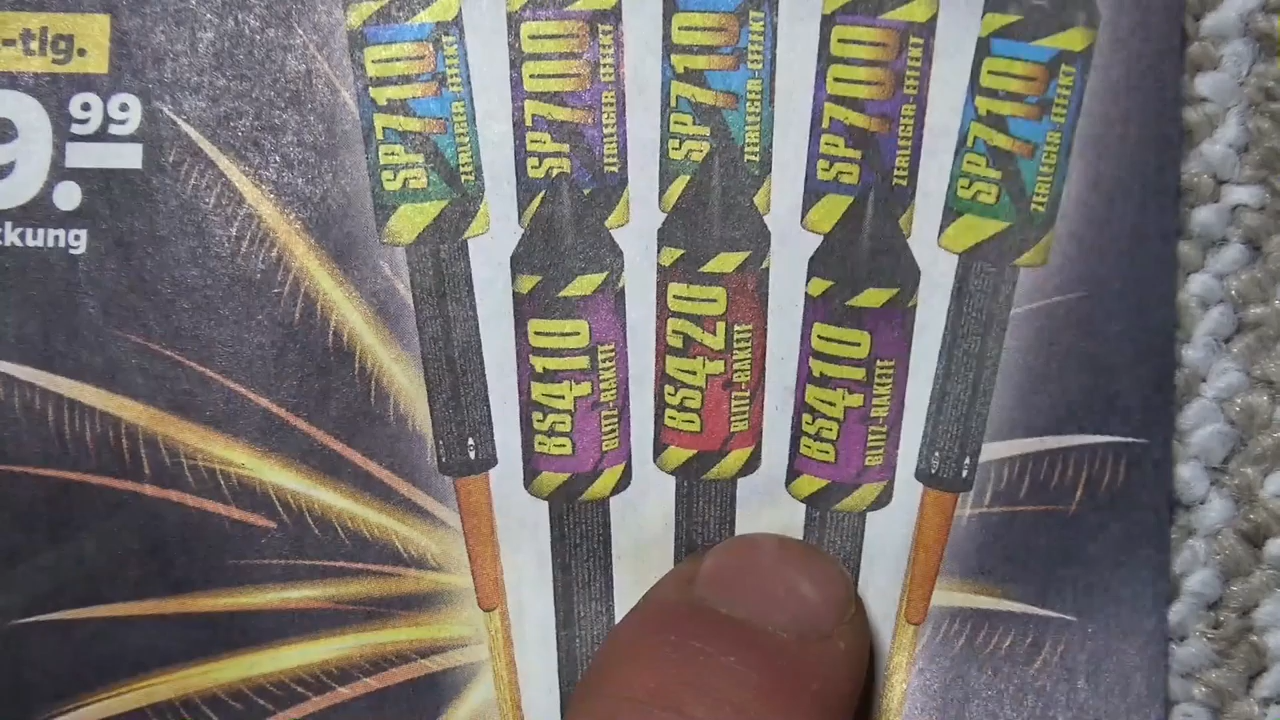 -tlg.
9.99
ckung
SP710
ZERLEGER-EFFEKT
SP700
ZERLEGER-EFFEKT
SP710
ZERLEGER-EFFEKT
SP700
ZERLEGER-EFFEKT
SP710
ZERLEGER-EFFEKT
BS410
BLITZ-RAKETE
BS420
BLITZ-RAKETE
BS410
BLITZ-RAKETE